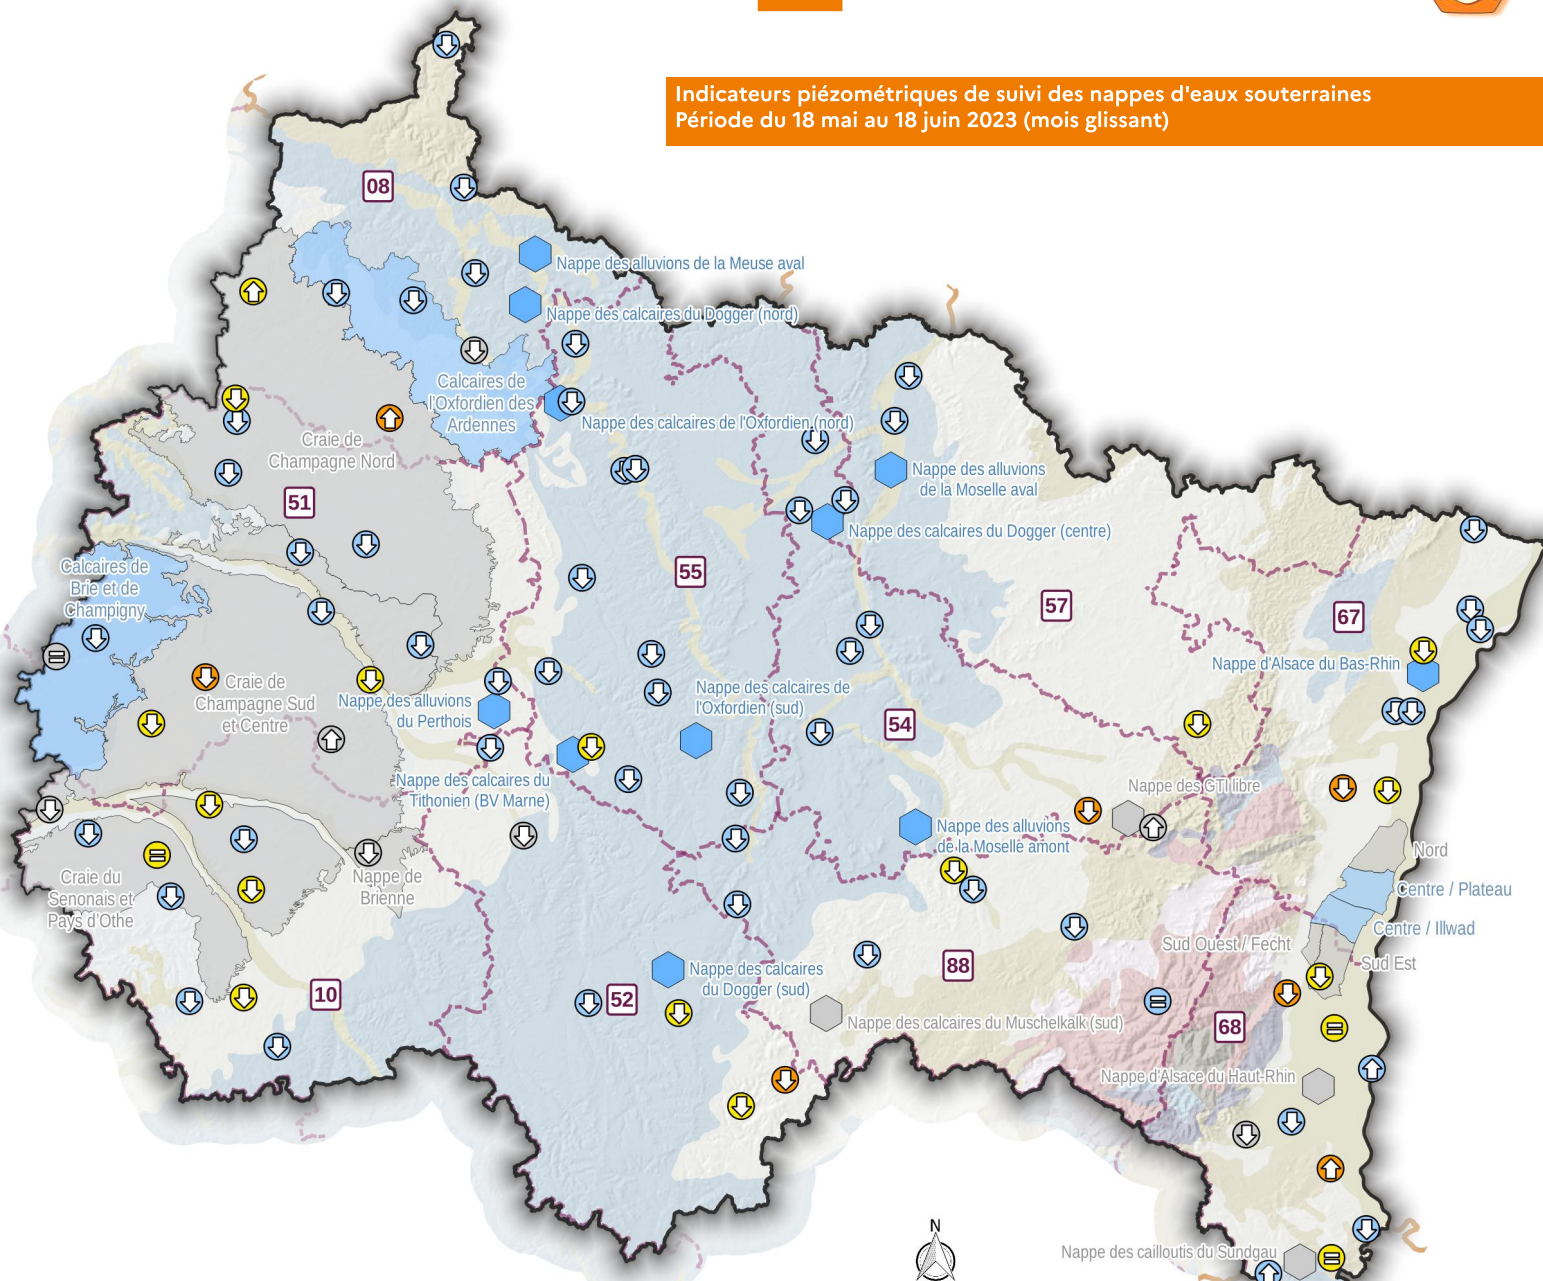 Indicateurs piézométriques de suivi des nappes d'eaux souterraines
Période du 18 mai au 18 juin 2023 (mois glissant)
08
Nappe des alluvions de la Meuse aval
Nappe des calcaires du Dogger (nord)
Calcaires de
l'Oxfordien des
Ardennes
Nappe des calcaires de l'Oxfordien (nord)
Craie de
Champagne Nord
Nappe des alluvions
de la Moselle aval
51
Nappe des calcaires du Dogger (centre)
Calcaires de
Brie et de
Champigny
55
57
67
Nappe d'Alsace du Bas-Rhin
Craie de
Champagne Sud
et Centre
Nappe des alluvions
du Perthois
Nappe des calcaires de
l'Oxfordien (sud)
54
Nappe des calcaires du
Tithonien (BV Marne)
Nappe des GTI libre
Nappe des alluvions
de la Moselle amont
Nord
Craie du
Senonais et
Pays d'Othe
Nappe de
Brienne
Centre / Plateau
Centre / Illwad
Sud Ouest / Fecht
Sud Est
88
Nappe des calcaires
du Dogger (sud)
10
52
Nappe des calcaires du Muschelkalk (sud)
68
Nappe d'Alsace du Haut-Rhin
N
Nappe des cailloutis du Sundgau